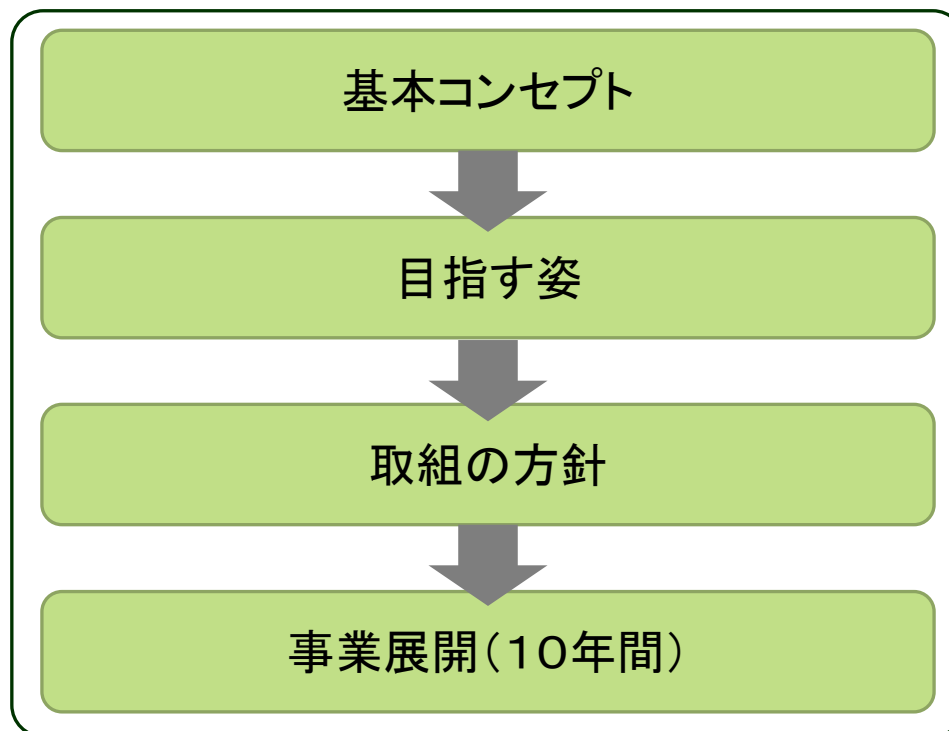 基本コンセプト
目指す姿
取組の方針
事業展開（１０年間）